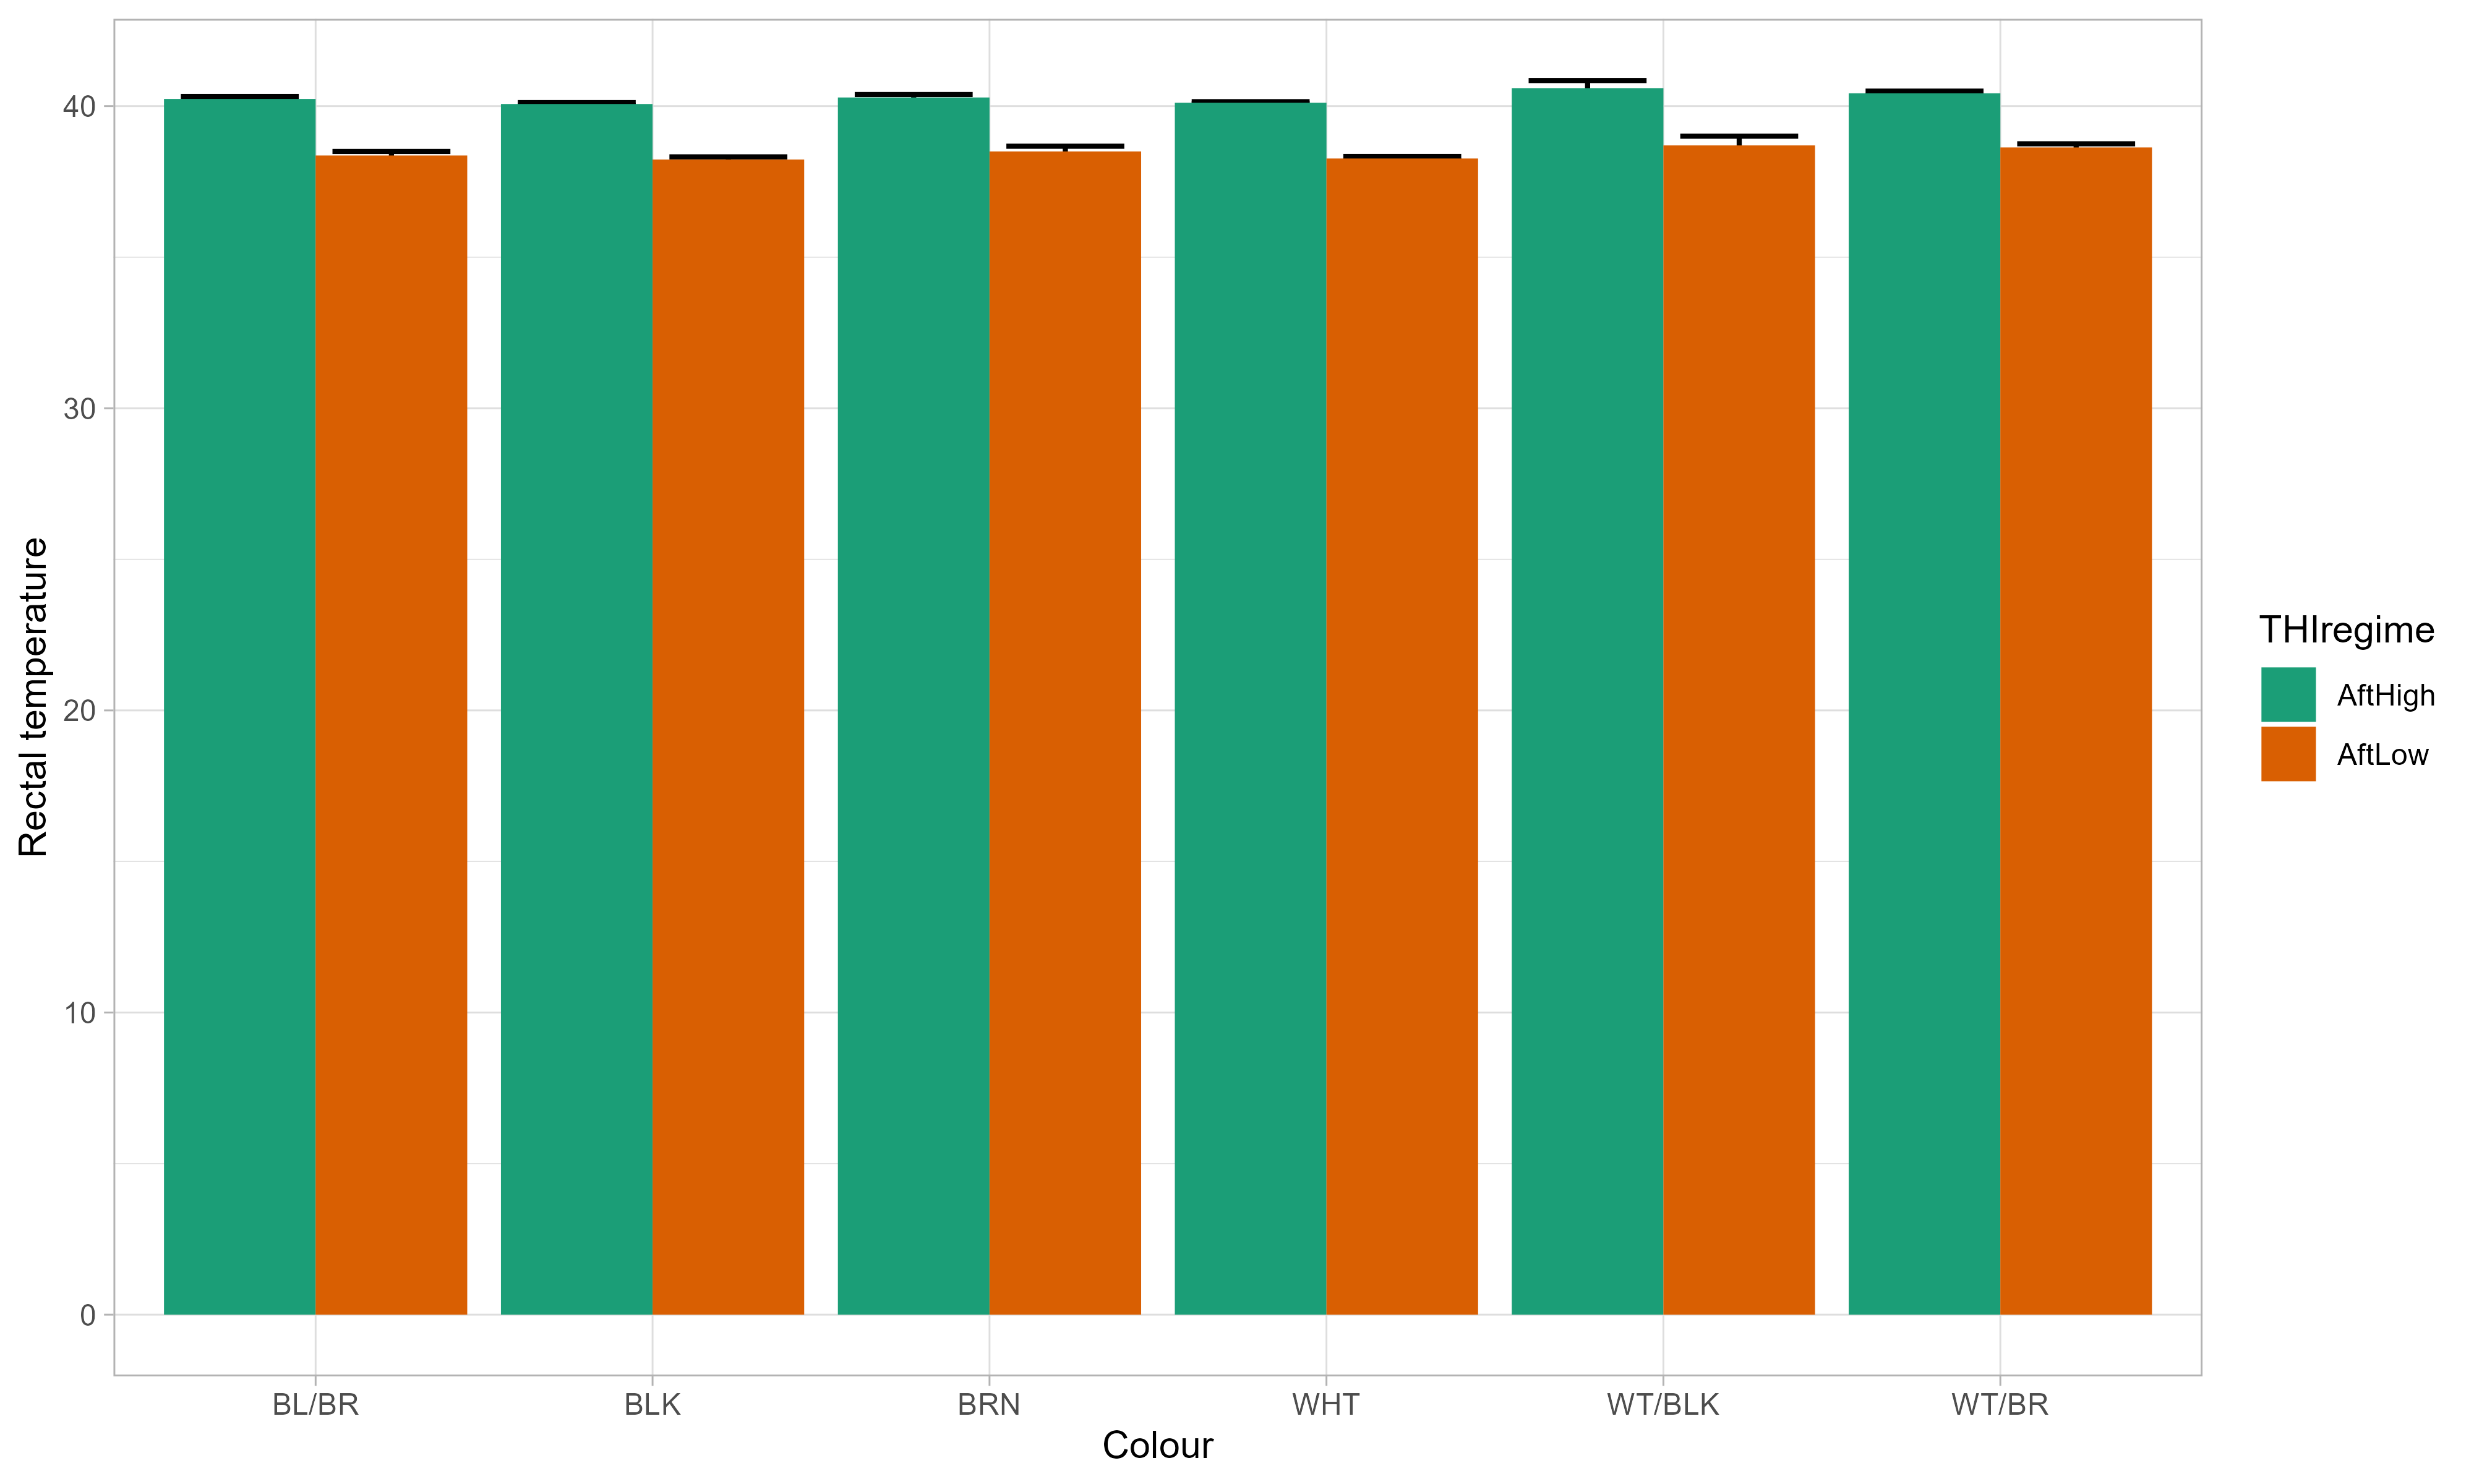 Rectal temperature
40
30
20
10
0
BL/BR BLK BRN WHT WT/BLK WT/BR
Colour
THIregime
AftHigh
AftLow